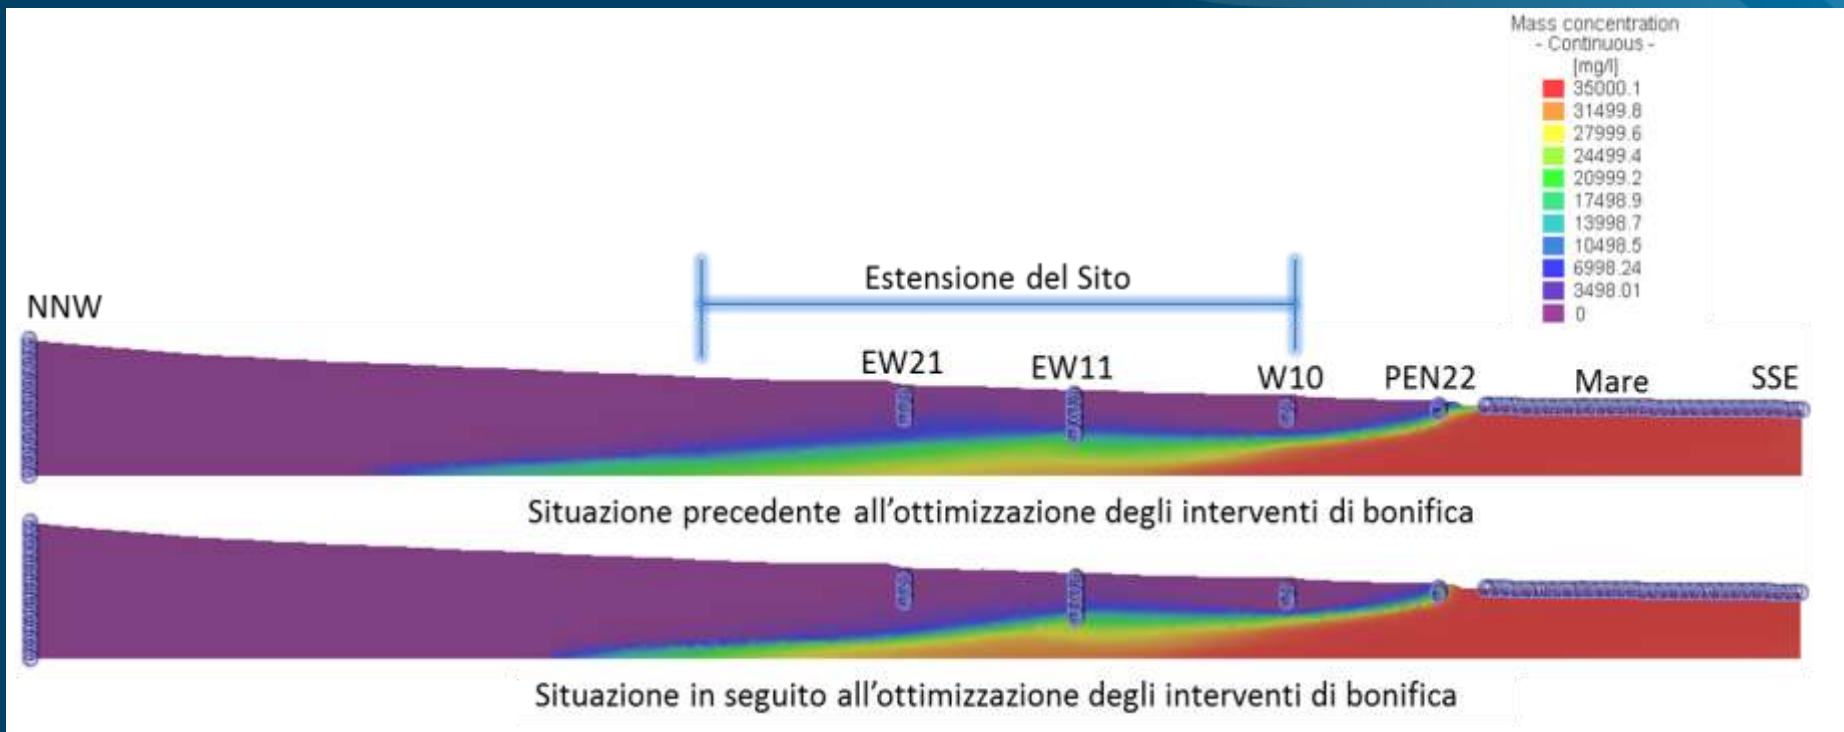 Mass concentration
- Continuous -
[mg/l]
35000.1
31499.8
27999.6
24499.4
20999.2
17498.9
13998.7
10498.5
6998.24
3498.01
0
Estensione del Sito
NNW
EW21
EW11
W10
PEN22
Mare
SSE
Situazione precedente all'ottimizzazione degli interventi di bonifica
Situazione in seguito all'ottimizzazione degli interventi di bonifica